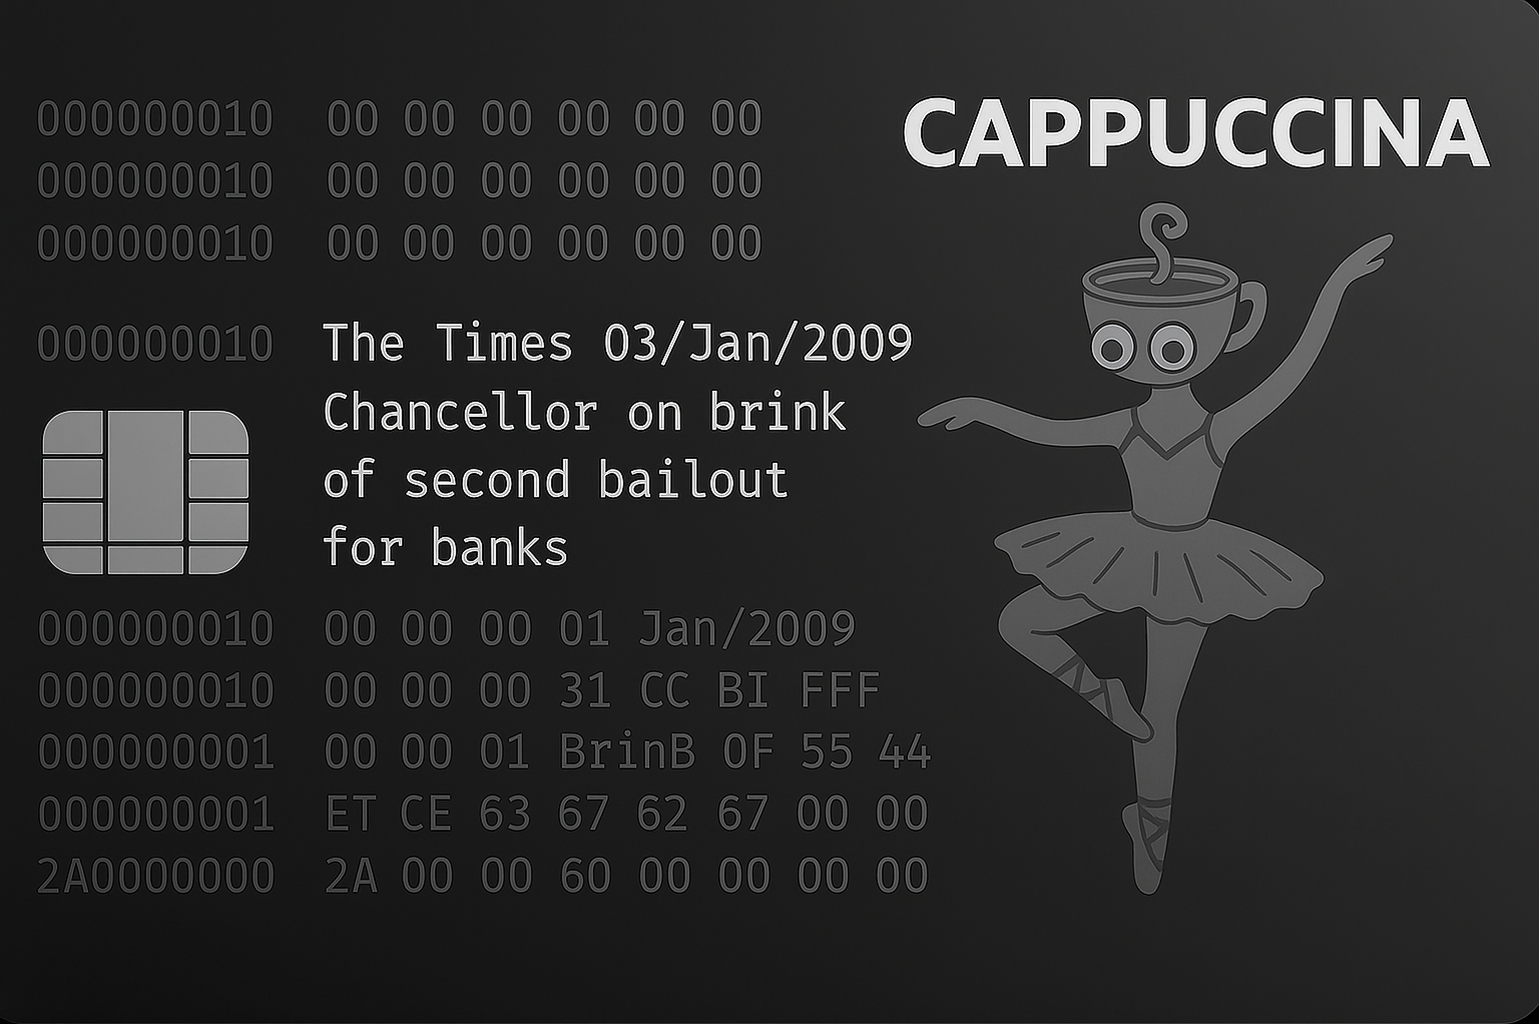 CAPPUCCINA
000000010 00 00 00 00 00 00
000000010 00 00 00 00 00 00
000000010 00 00 00 00 00 00
000000010 The Times 03/Jan/2009
Chancellor on brink
of second bailout
for banks
000000010 00 00 00 01 Jan/2009
000000010 00 00 00 31 CC BI FFF
000000001 00 00 01 BrinB 0F 55 44
000000001 ET CE 63 67 62 67 00 00
2A0000000 2A 00 00 60 00 00 00 00